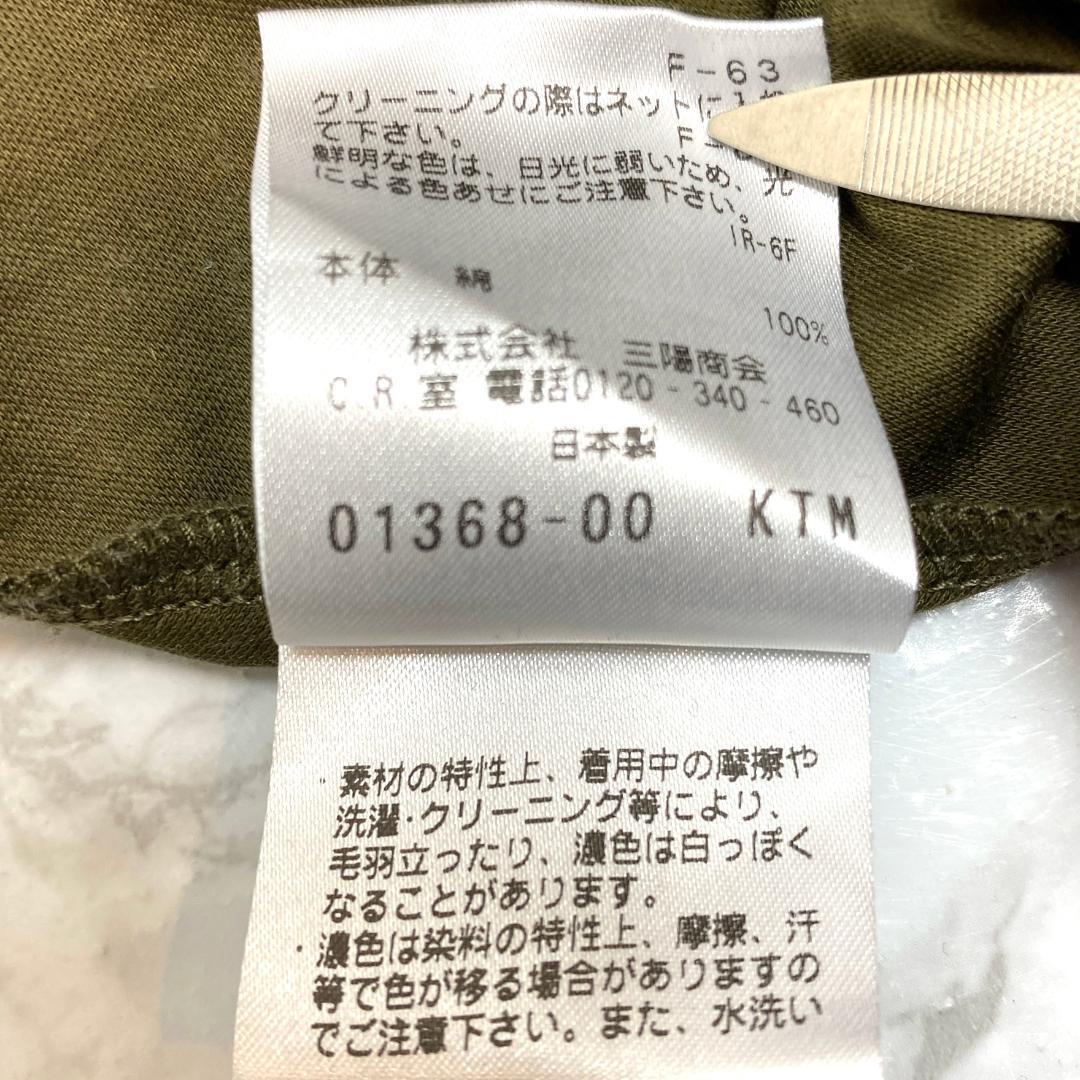 F-63
クリーニングの際はネットに
て下さい。
鮮明な色は、日光に弱いため、光
による色あせにご注意下さい。
IR-6F
本体 綿
100%
株式会社 三陽商会
C.R.室 電話0120-340-460
日本製
01368-00 KTM
・素材の特性上、着用中の摩擦や
洗濯・クリーニング等により、
毛羽立ったり、濃色は白っぽく
なることがあります。
・濃色は染料の特性上、摩擦、汗
等で色が移る場合がありますの
でご注意下さい。また、水洗い